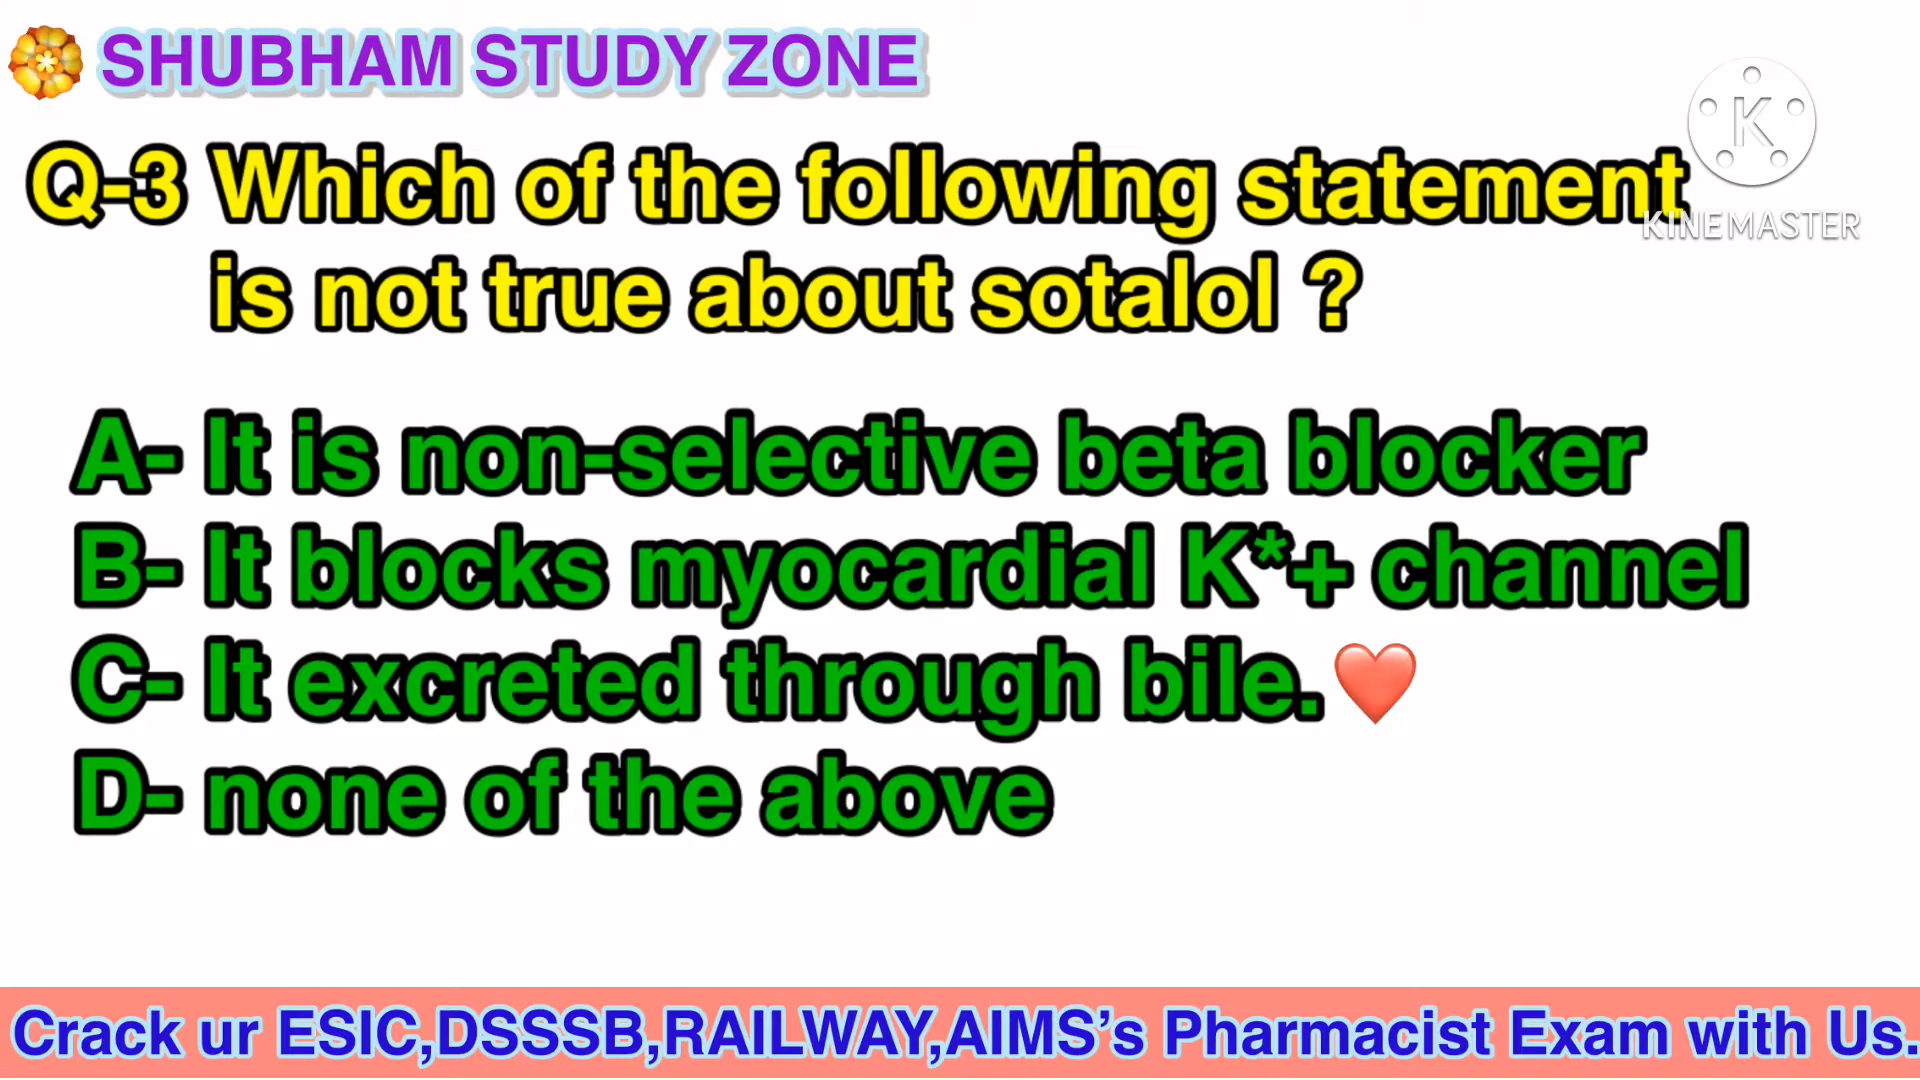 SHUBHAM STUDY ZONE
Q-3 Which of the following statement
is not true about sotalol ?
KINEMASTER
A- It is non-selective beta blocker
B- It blocks myocardial K*+ channel
C- It excreted through bile.
D- none of the above
Crack ur ESIC,DSSSB,RAILWAY,AIMS’s Pharmacist Exam with Us.